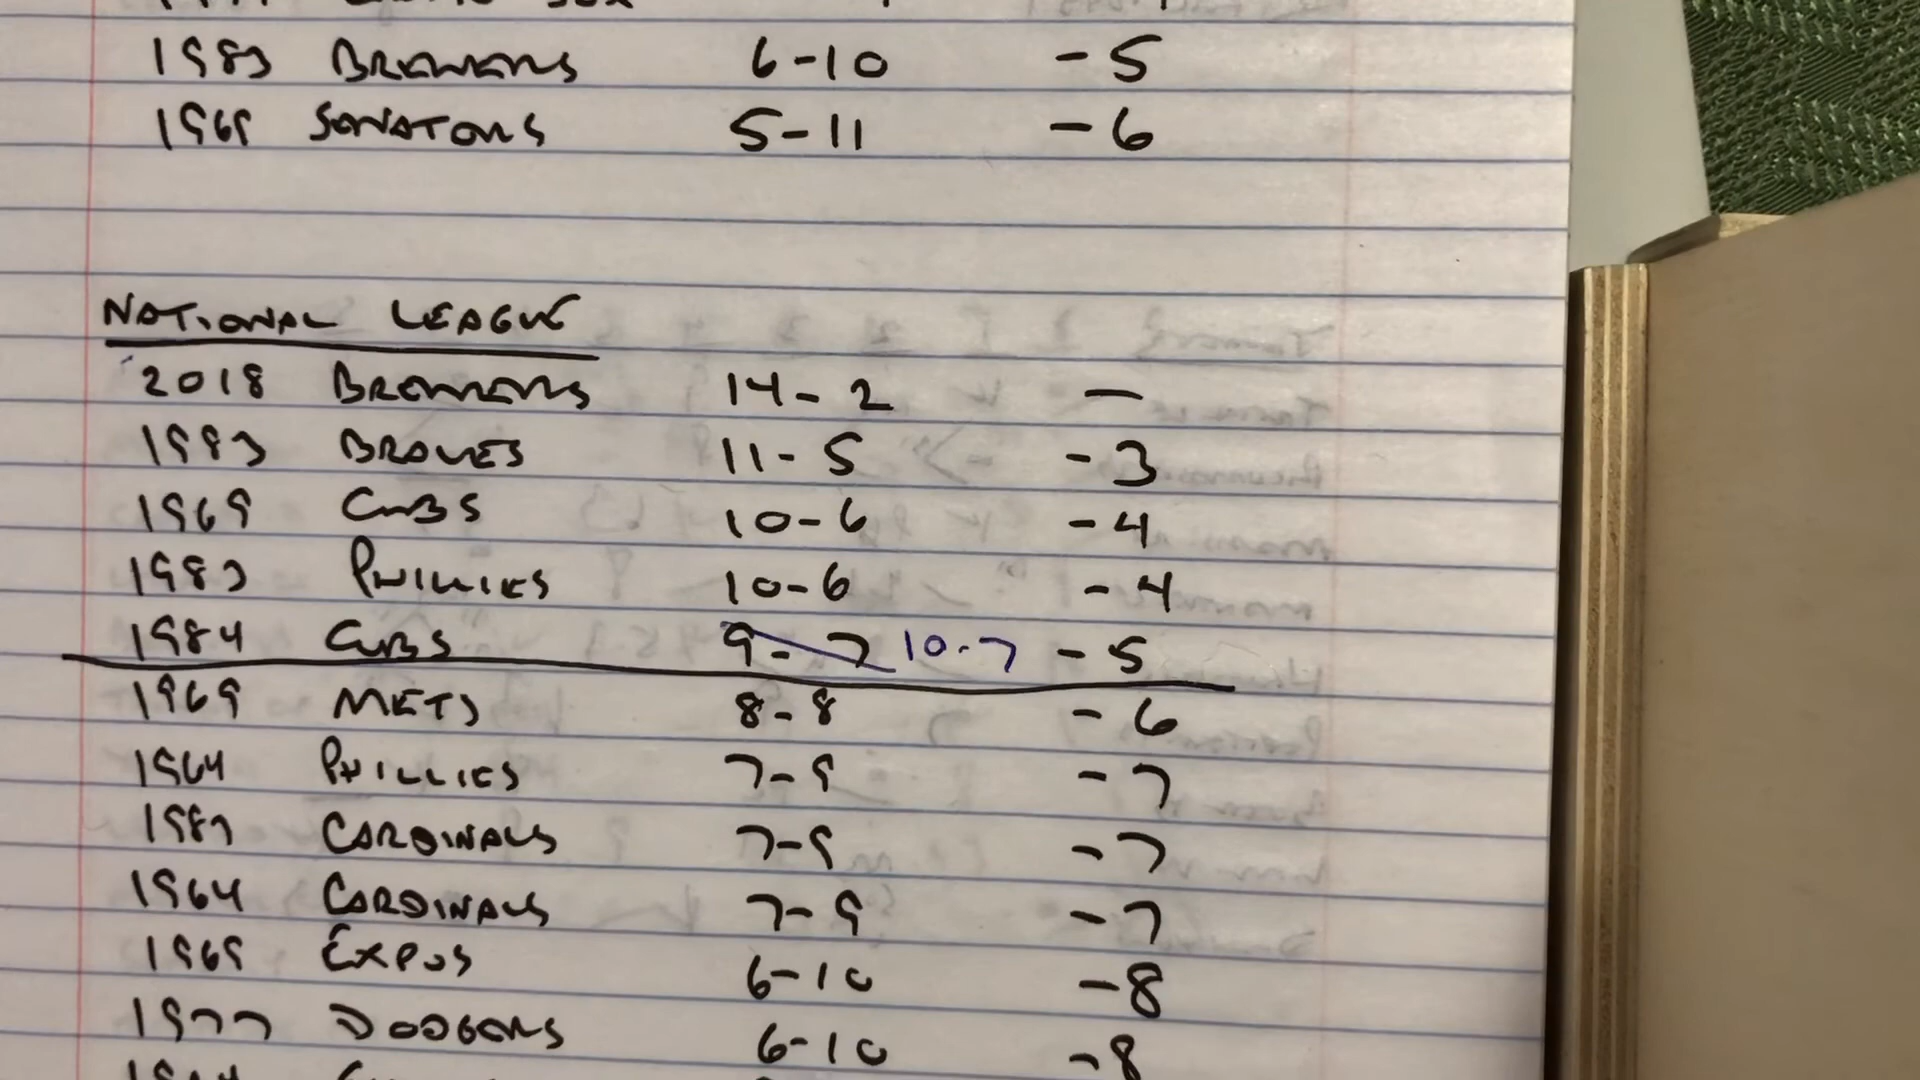 1983 BREWERS 6-10 -5
1969 SENATORS 5-11 -6
NATIONAL LEAGUE
2018 BREWERS 14-2 —
1993 BRAVES 11-5 -3
1969 CUBS 10-6 -4
1983 PHILLIES 10-6 -4
1984 CUBS 9-7 10-7 -5
1969 METS 8-8 -6
1964 PHILLIES 7-9 -7
1987 CARDINALS 7-9 -7
1964 CARDINALS 7-9 -7
1969 EXPOS 6-10 -8
1977 DODGERS 6-10 -8